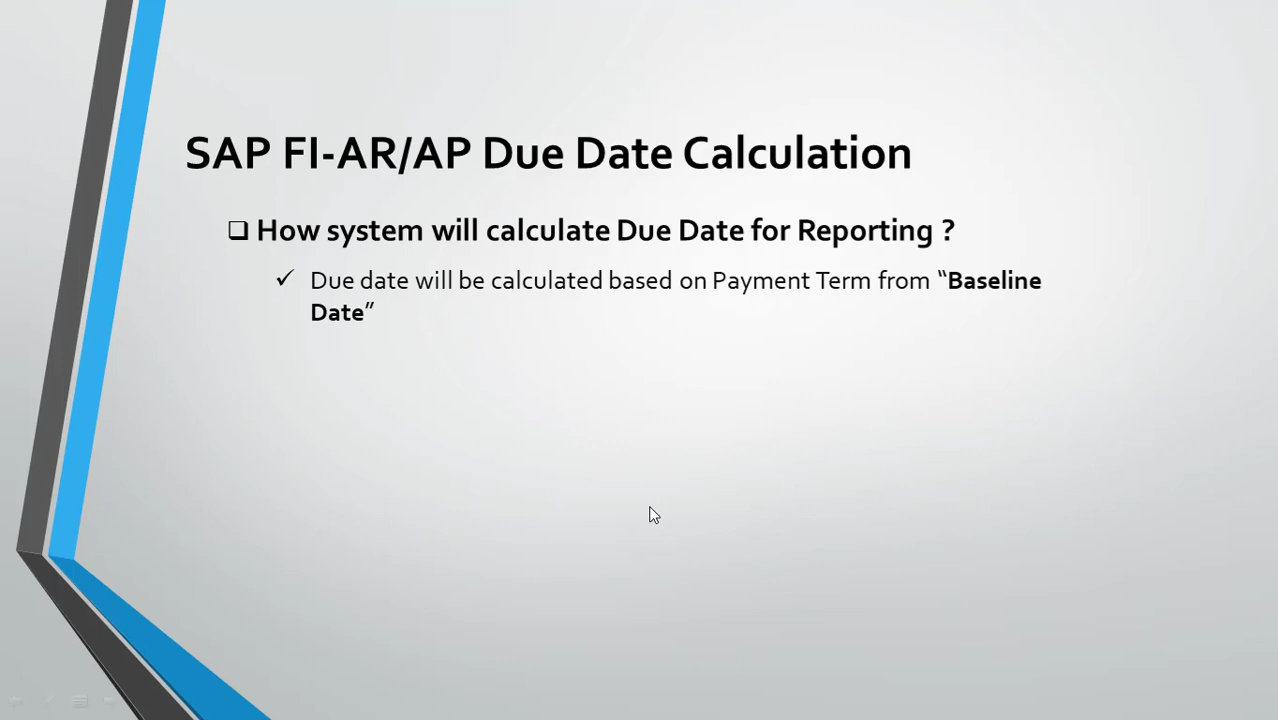 SAP FI-AR/AP Due Date Calculation
How system will calculate Due Date for Reporting ?
Due date will be calculated based on Payment Term from “Baseline
Date”